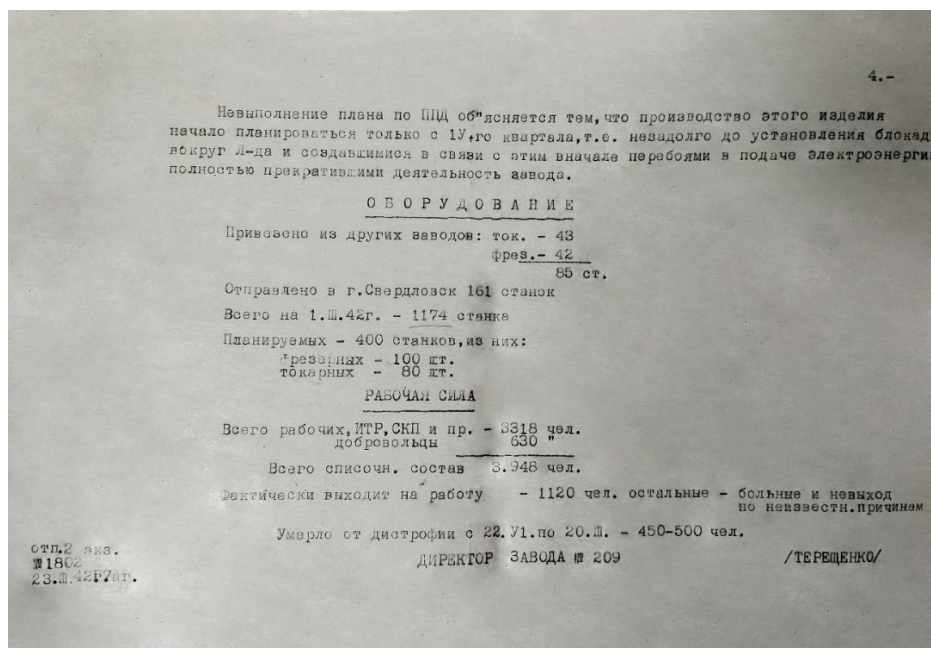 4.-
Невыполнение плана по ППД об"ясняется тем,что производство этого изделия
начало планироваться только с 1У-го квартала,т.е. незадолго до установления блокад
вокруг Л-да и создавшимися в связи с этим вначале перебоями в подаче электроэнергии
полностью прекратившими деятельность завода.
О Б О Р У Д О В А Н И Е
Привезено из других заводов: ток. - 43
фрез.- 42
85 ст.
Отправлено в г.Свердловск 161 станок
Всего на 1.Ш.42г. - 1174 станка
Планируемых - 400 станков,из них:
фрезерных - 100 шт.
токарных - 80 шт.
РАБОЧАЯ СИЛА
Всего рабочих,ИТР,СКП и пр. - 3318 чел.
добровольцы 630 "
Всего списочн. состав 3.948 чел.
Фактически выходит на работу - 1120 чел. остальные - больные и невыход
по неизвестн.причинам
Умерло от дистрофии с 22.У1.по 20.Ш. - 450-500 чел.
отп.2 экз.
№1802
23.Ш.42г.
ДИРЕКТОР ЗАВОДА № 209 /ТЕРЕЩЕНКО/